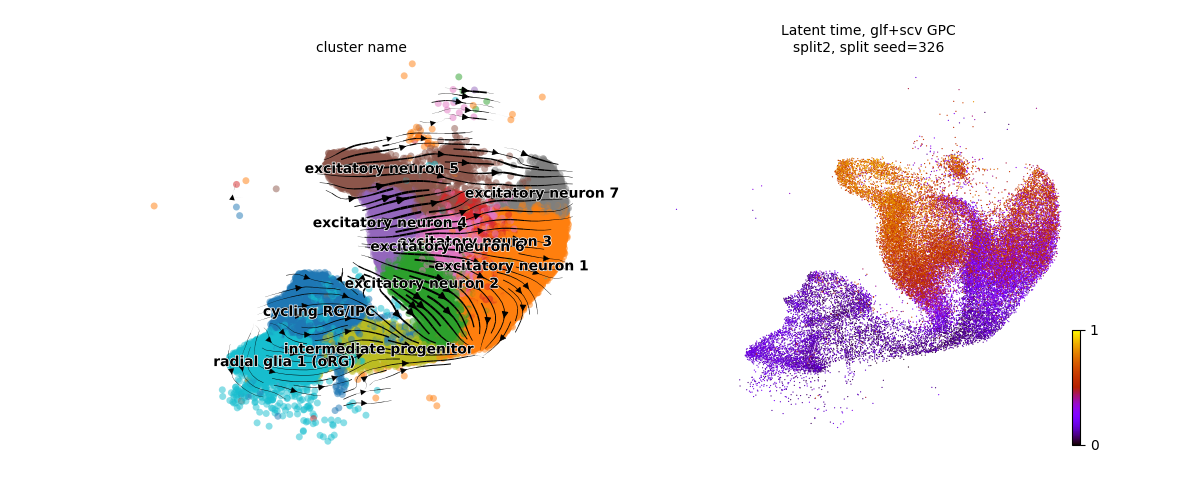 cluster name
Latent time, glf+scv GPC
split2, split seed=326
excitatory neuron 5
excitatory neuron 7
excitatory neuron 4
excitatory neuron 3
excitatory neuron 6
excitatory neuron 1
excitatory neuron 2
cycling RG/IPC
intermediate progenitor
radial glia 1 (oRG)
1
0